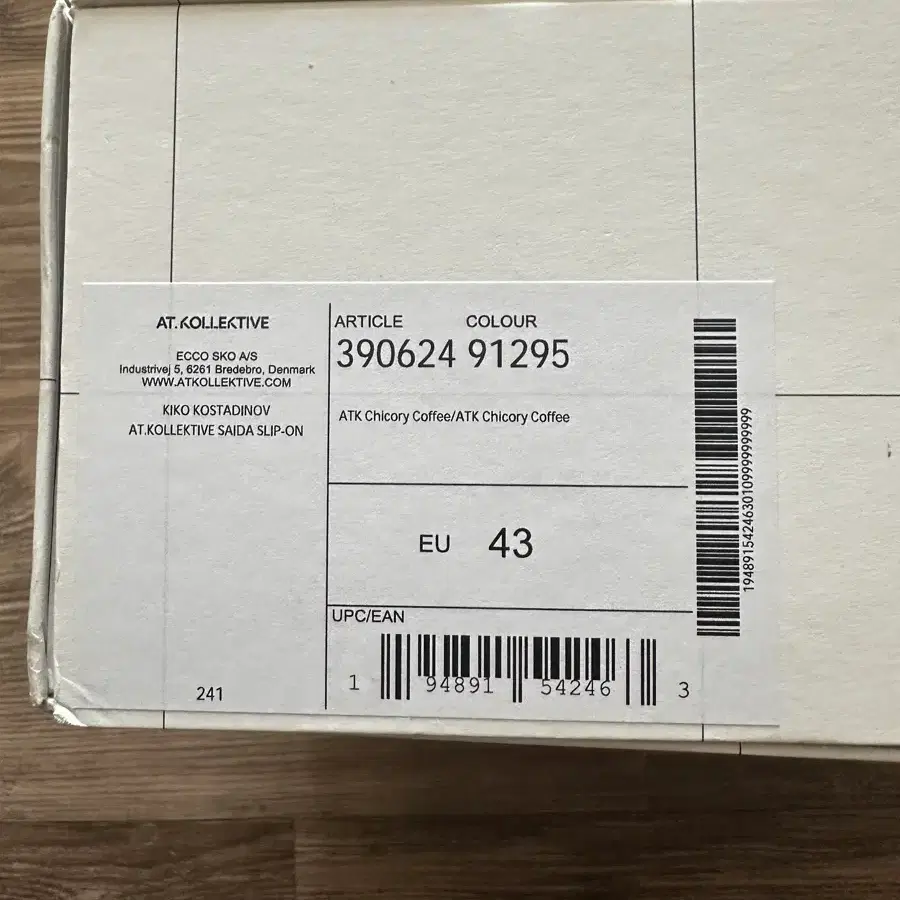 AT.KOLLEKTIVE
ECCO SKO A/S
Industrivej 5, 6261 Bredebro, Denmark
WWW.ATKOLLEKTIVE.COM
KIKO KOSTADINOV
AT.KOLLEKTIVE SAIDA SLIP-ON
241
ARTICLE COLOUR
390624 91295
ATK Chicory Coffee/ATK Chicory Coffee
EU 43
UPC/EAN
1 94891 54246 3
19489154246301099999999